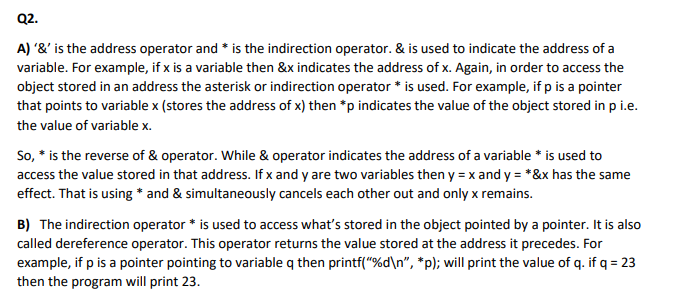 Q2.
A) ‘&’ is the address operator and * is the indirection operator. & is used to indicate the address of a
variable. For example, if x is a variable then &x indicates the address of x. Again, in order to access the
object stored in an address the asterisk or indirection operator * is used. For example, if p is a pointer
that points to variable x (stores the address of x) then *p indicates the value of the object stored in p i.e.
the value of variable x.
So, * is the reverse of & operator. While & operator indicates the address of a variable * is used to
access the value stored in that address. If x and y are two variables then y = x and y = *&x has the same
effect. That is using * and & simultaneously cancels each other out and only x remains.
B) The indirection operator * is used to access what’s stored in the object pointed by a pointer. It is also
called dereference operator. This operator returns the value stored at the address it precedes. For
example, if p is a pointer pointing to variable q then printf(“%d\n”, *p); will print the value of q. if q = 23
then the program will print 23.